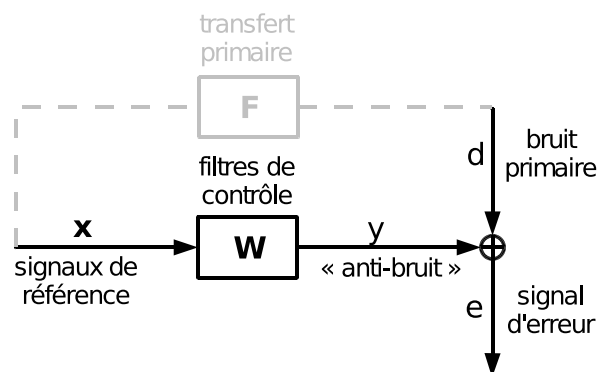 transfert
primaire
F
filtres de
contrôle
d
bruit
primaire
x
W
y
signaux de
référence
« anti-bruit »
e
signal
d'erreur